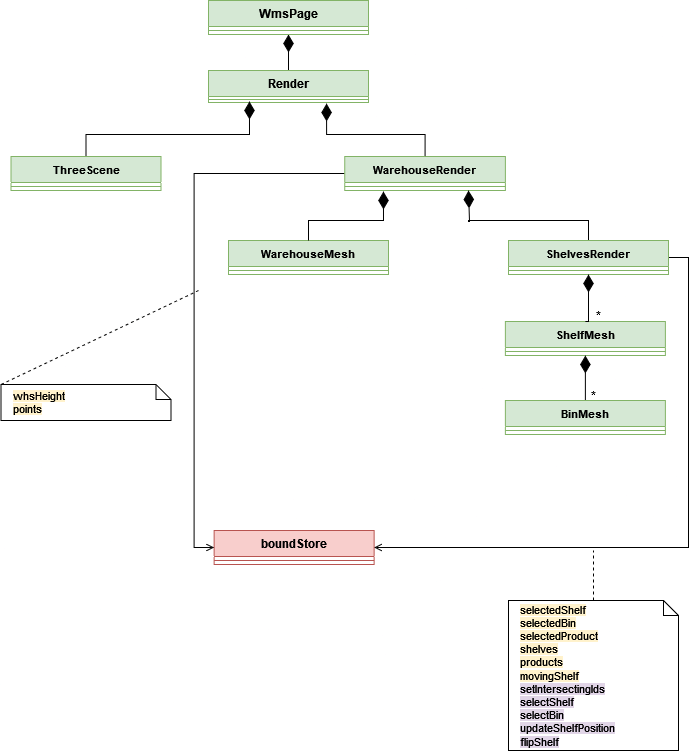 WmsPage
Render
ThreeScene
WarehouseRender
WarehouseMesh
ShelvesRender
*
ShelfMesh
*
BinMesh
whsHeight
points
boundStore
selectedShelf
selectedBin
selectedProduct
shelves
products
movingShelf
setIntersectingIds
selectShelf
selectBin
updateShelfPosition
flipShelf